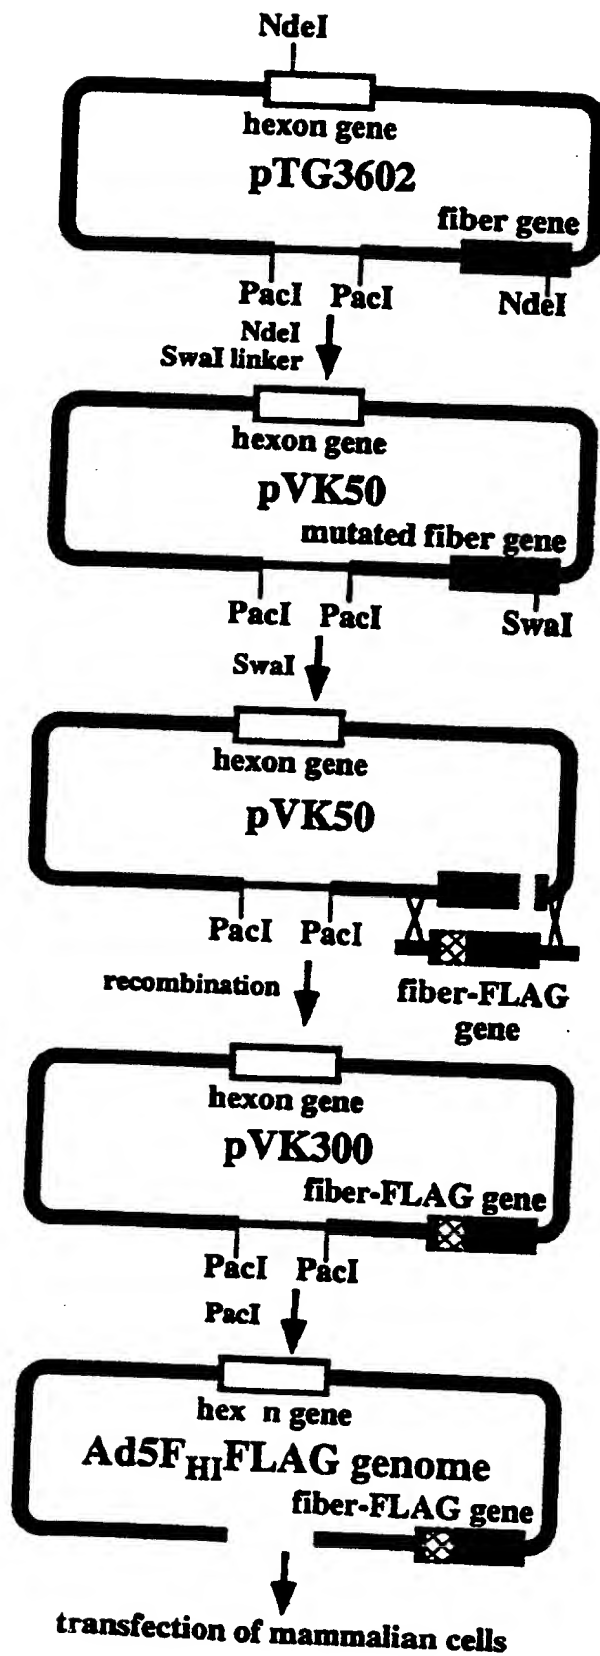 NdeI
hexon gene
pTG3602
fiber gene
PacI PacI
NdeI
NdeI
SwaI linker
hexon gene
pVK50
mutated fiber gene
PacI PacI
SwaI
SwaI
hexon gene
pVK50
PacI PacI
recombination
fiber-FLAG
gene
hexon gene
pVK300
fiber-FLAG gene
PacI PacI
PacI
hex n gene
Ad5FHIFLAG genome
fiber-FLAG gene
transfection of mammalian cells